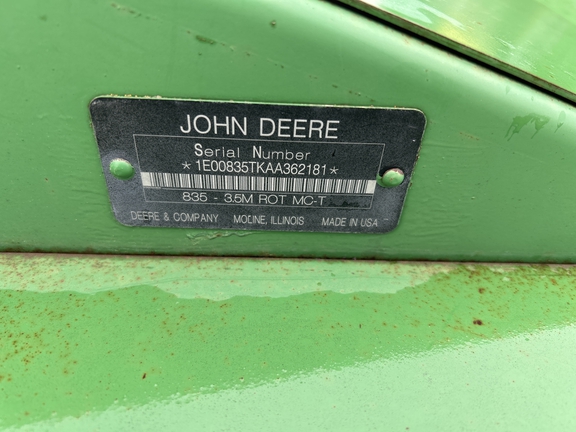 JOHN DEERE
Serial Number
*1E00835TKAA362181*
835 - 3.5M ROT MC-T
DEERE & COMPANY MOLINE, ILLINOIS MADE IN USA